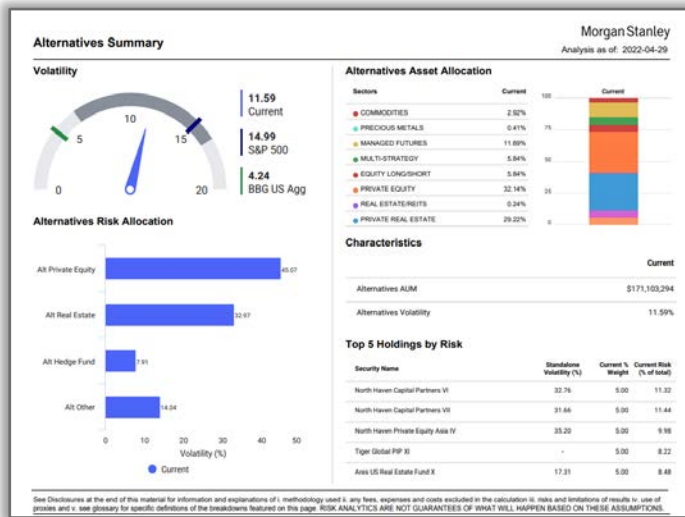 Morgan Stanley
Alternatives Summary
Analysis as of: 2022-04-29
Volatility
0
5
10
15
20
11.59
Current
14.99
S&P 500
4.24
BBG US Agg
Alternatives Risk Allocation
Alt Private Equity
45.07
Alt Real Estate
32.97
Alt Hedge Fund
7.91
Alt Other
14.04
0 10 20 30 40 50
Volatility (%)
Current
Alternatives Asset Allocation
Sectors Current
COMMODITIES 2.92%
PRECIOUS METALS 0.41%
MANAGED FUTURES 11.69%
MULTI-STRATEGY 5.84%
EQUITY LONG/SHORT 5.84%
PRIVATE EQUITY 32.14%
REAL ESTATE/REITS 0.24%
PRIVATE REAL ESTATE 29.22%
Current
100
75
50
25
0
Characteristics
Current
Alternatives AUM $171,103,294
Alternatives Volatility 11.59%
Top 5 Holdings by Risk
Security Name Standalone Volatility (%) Current % Weight Current Risk (% of total)
North Haven Capital Partners VI 32.76 5.00 11.32
North Haven Capital Partners VII 31.66 5.00 11.44
North Haven Private Equity Asia IV 35.20 5.00 9.98
Tiger Global PIP XI - 5.00 8.22
Ares US Real Estate Fund X 17.31 5.00 8.48
See Disclosures at the end of this material for information and explanations of i. methodology used ii. any fees, expenses and costs excluded in the calculation iii. risks and limitations of results iv. use of
proxies and v. see glossary for specific definitions of the breakdowns featured on this page. RISK ANALYTICS ARE NOT GUARANTEES OF WHAT WILL HAPPEN BASED ON THESE ASSUMPTIONS.